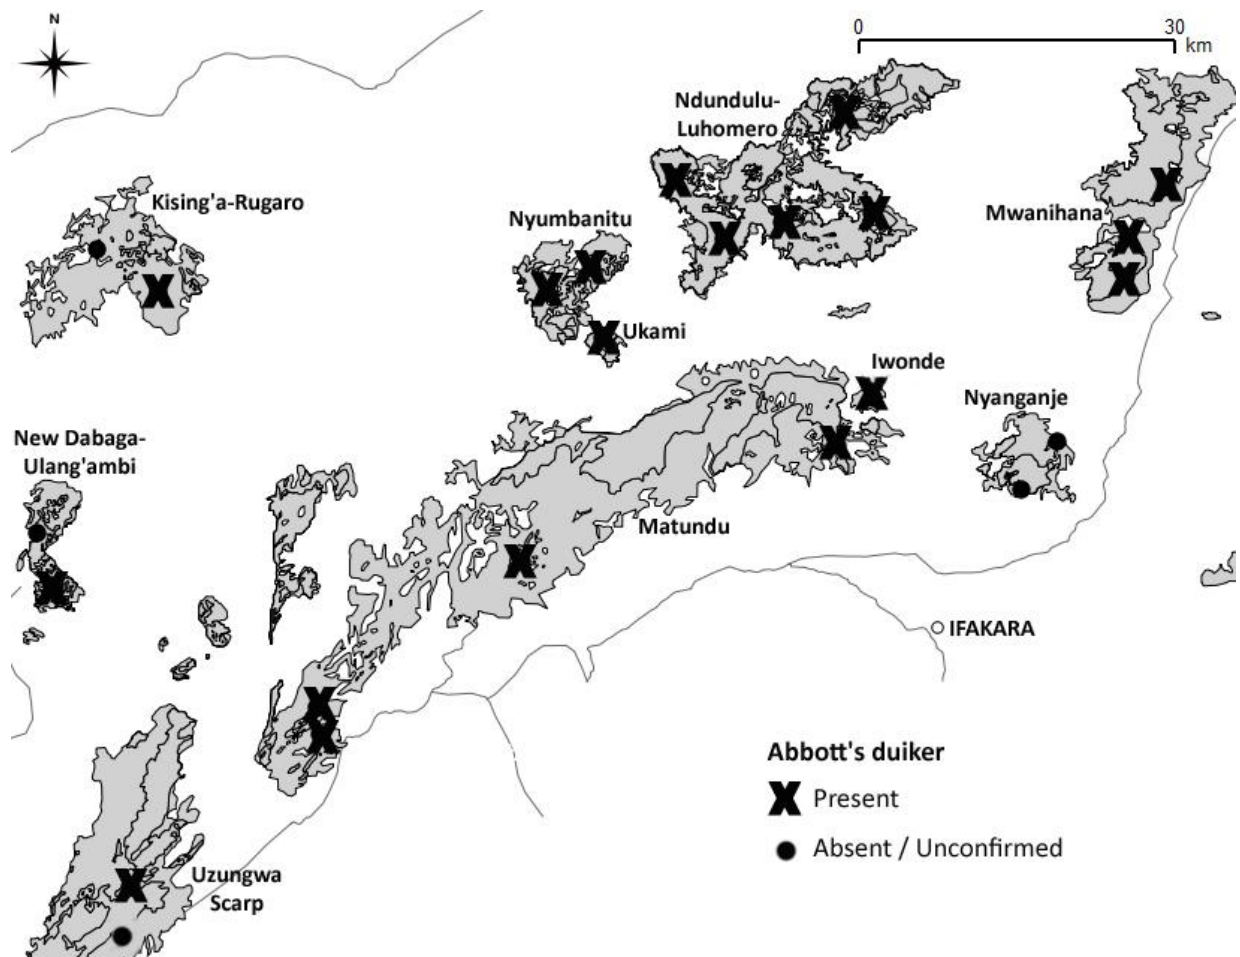 N
0 30
km
Ndundulu-
Luhomero
Kising'a-Rugaro
Nyumbanitu
Mwanihana
Ukami
Iwonde
Nyanganje
New Dabaga-
Ulang'ambi
Matundu
IFAKARA
Abbott's duiker
Present
Absent / Unconfirmed
Uzungwa
Scarp